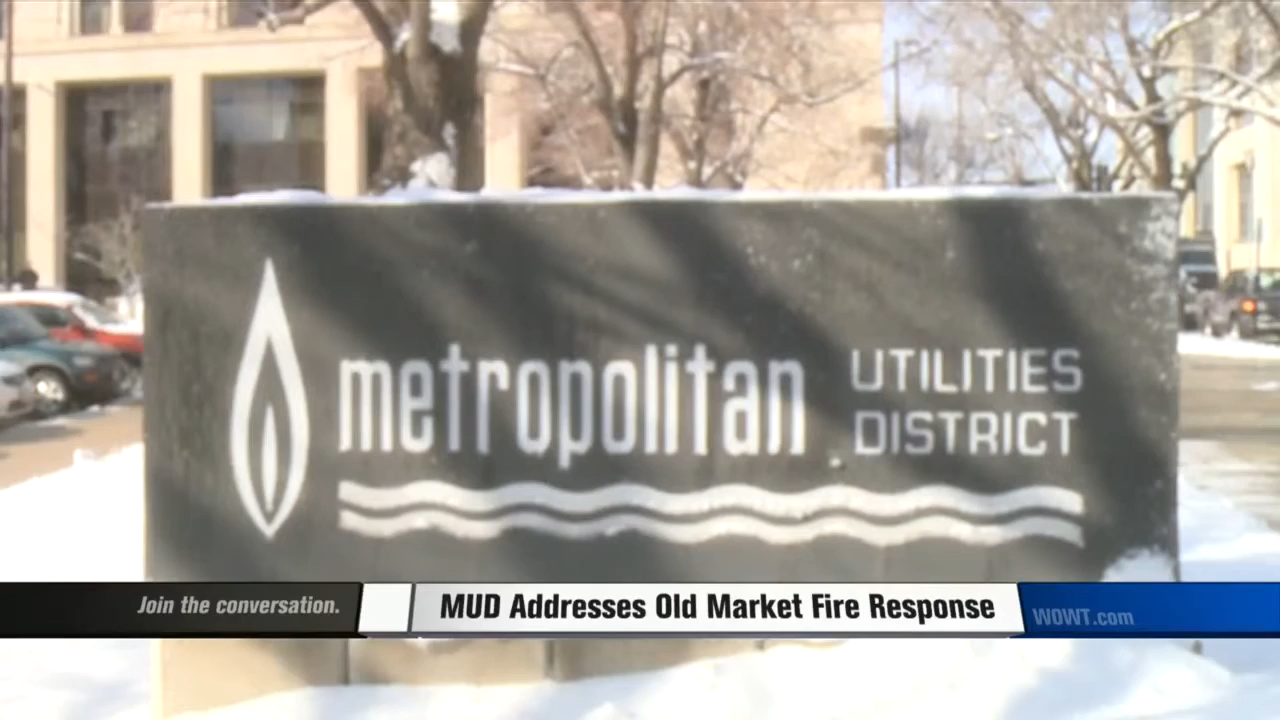 metropolitan UTILITIES
DISTRICT
Join the conversation.
MUD Addresses Old Market Fire Response
WOWT.com